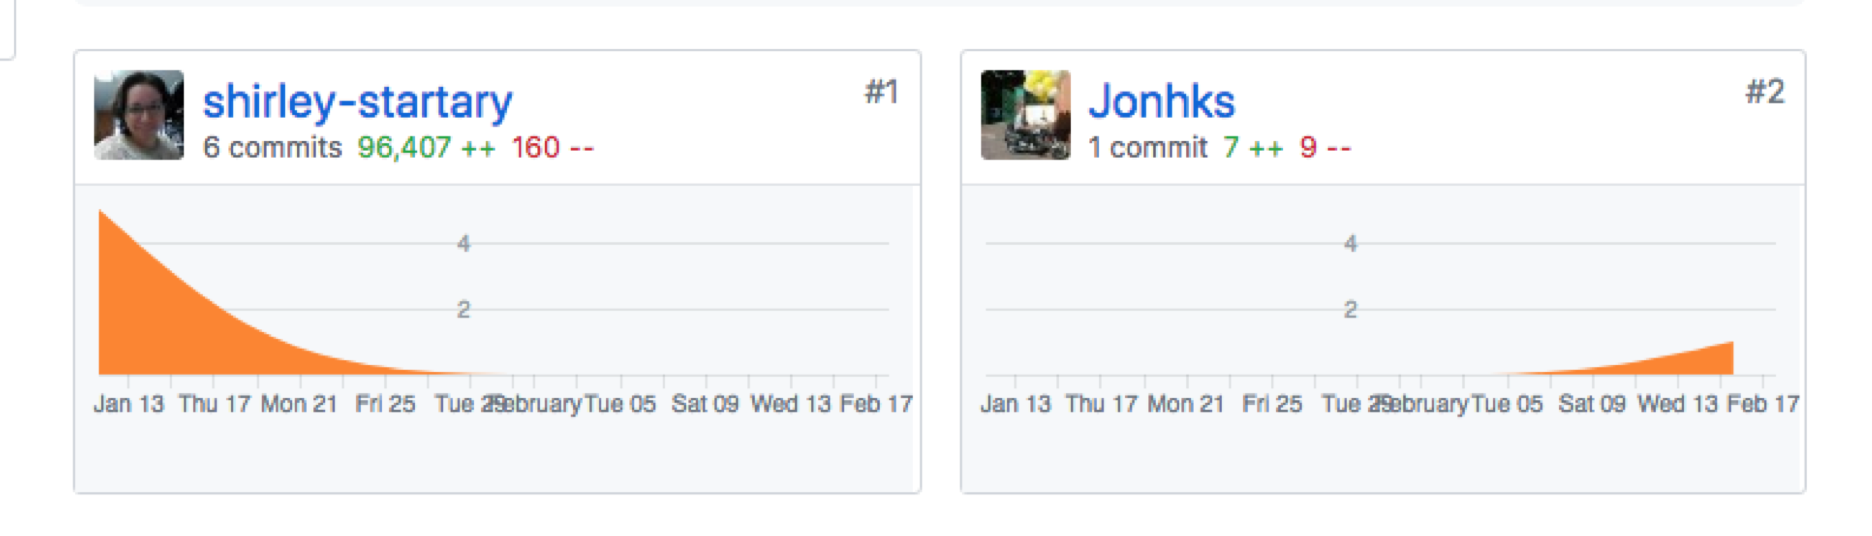 shirley-startary #1
6 commits 96,407 ++ 160 --
4
2
Jan 13 Thu 17 Mon 21 Fri 25 Tue 29 February Tue 05 Sat 09 Wed 13 Feb 17
Jonhks #2
1 commit 7 ++ 9 --
4
2
Jan 13 Thu 17 Mon 21 Fri 25 Tue 29 February Tue 05 Sat 09 Wed 13 Feb 17